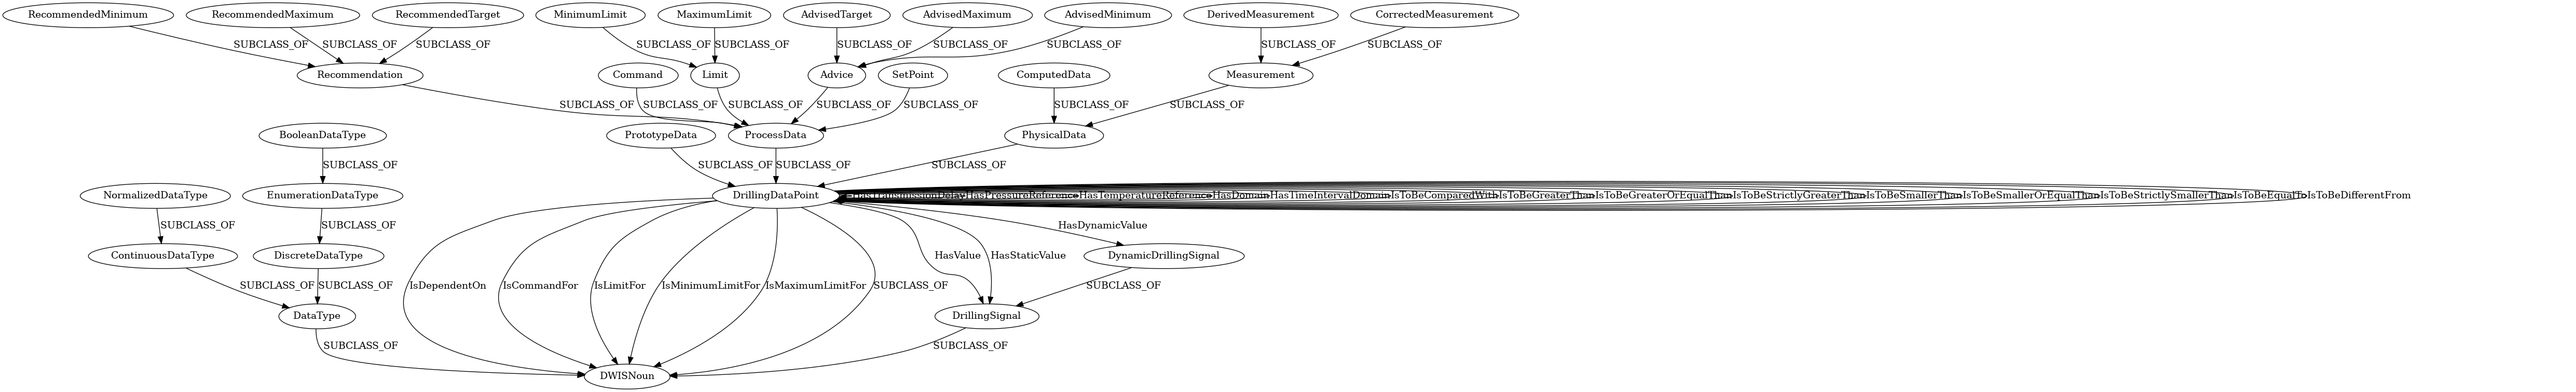 RecommendedMinimum RecommendedMaximum RecommendedTarget MinimumLimit MaximumLimit AdvisedTarget AdvisedMaximum AdvisedMinimum DerivedMeasurement CorrectedMeasurement
SUBCLASS_OF SUBCLASS_OF SUBCLASS_OF SUBCLASS_OF SUBCLASS_OF SUBCLASS_OF SUBCLASS_OF SUBCLASS_OF SUBCLASS_OF SUBCLASS_OF
Recommendation Command Limit Advice SetPoint ComputedData Measurement
SUBCLASS_OF SUBCLASS_OF SUBCLASS_OF SUBCLASS_OF SUBCLASS_OF SUBCLASS_OF SUBCLASS_OF
BooleanDataType PrototypeData ProcessData PhysicalData
SUBCLASS_OF SUBCLASS_OF SUBCLASS_OF SUBCLASS_OF
NormalizedDataType EnumerationDataType DrillingDataPoint HasTransmissionDelay HasPressureReference HasTemperatureReference HasDomain HasTimeIntervalDomain IsToBeComparedWith IsToBeGreaterThan IsToBeGreaterOrEqualThan IsToBeStrictlyGreaterThan IsToBeSmallerThan IsToBeSmallerOrEqualThan IsToBeStrictlySmallerThan IsToBeEqualTo IsToBeDifferentFrom
SUBCLASS_OF SUBCLASS_OF HasDynamicValue
ContinuousDataType DiscreteDataType HasValue HasStaticValue DynamicDrillingSignal
SUBCLASS_OF SUBCLASS_OF IsDependentOn IsCommandFor IsLimitFor IsMinimumLimitFor IsMaximumLimitFor SUBCLASS_OF SUBCLASS_OF
DataType DrillingSignal
SUBCLASS_OF SUBCLASS_OF
DWISNoun